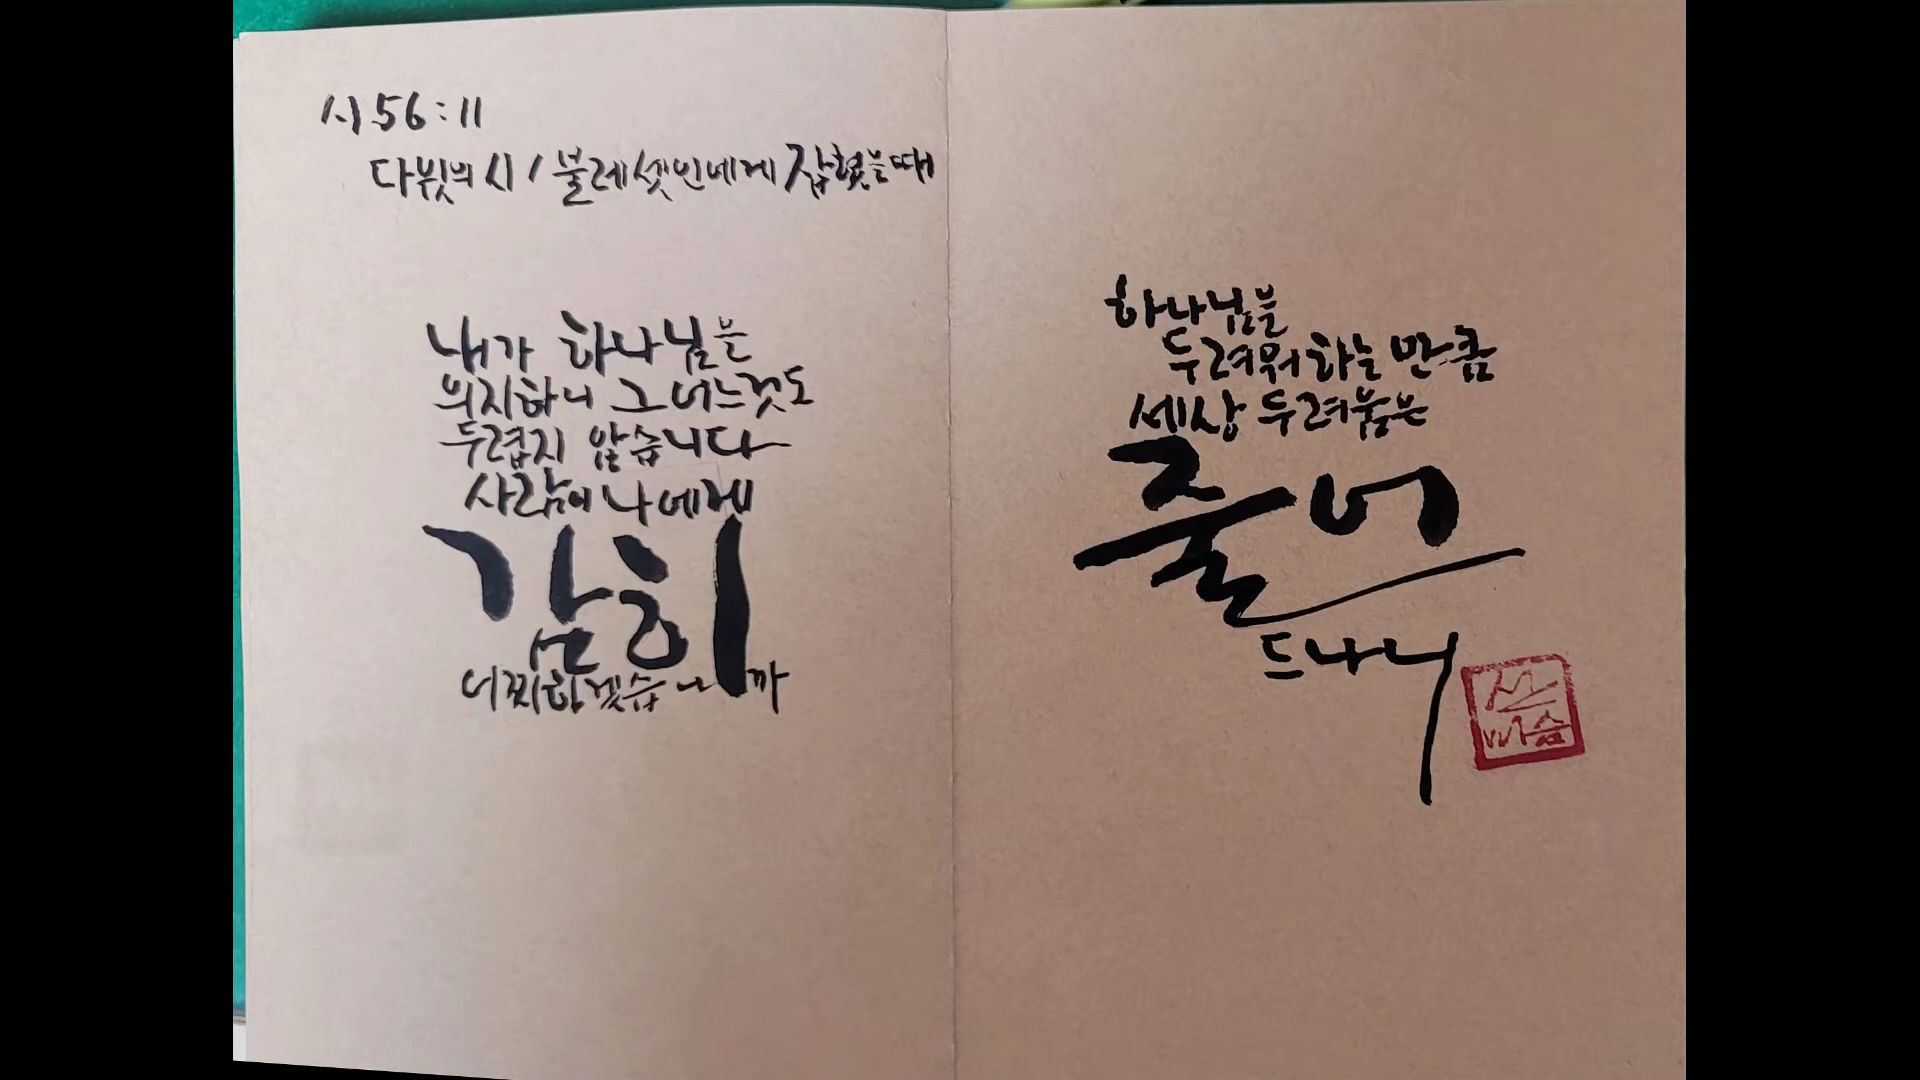 시 56:11
다윗의 시 / 불레셋인에게 잡혔을 때
내가 하나님을
의지하니 그 어느것도
두렵지 않습니다
사람이 나에게
감히
어찌하겠습니까
하나님을
두려워하는 만큼
세상 두려움은
줄어
드나니